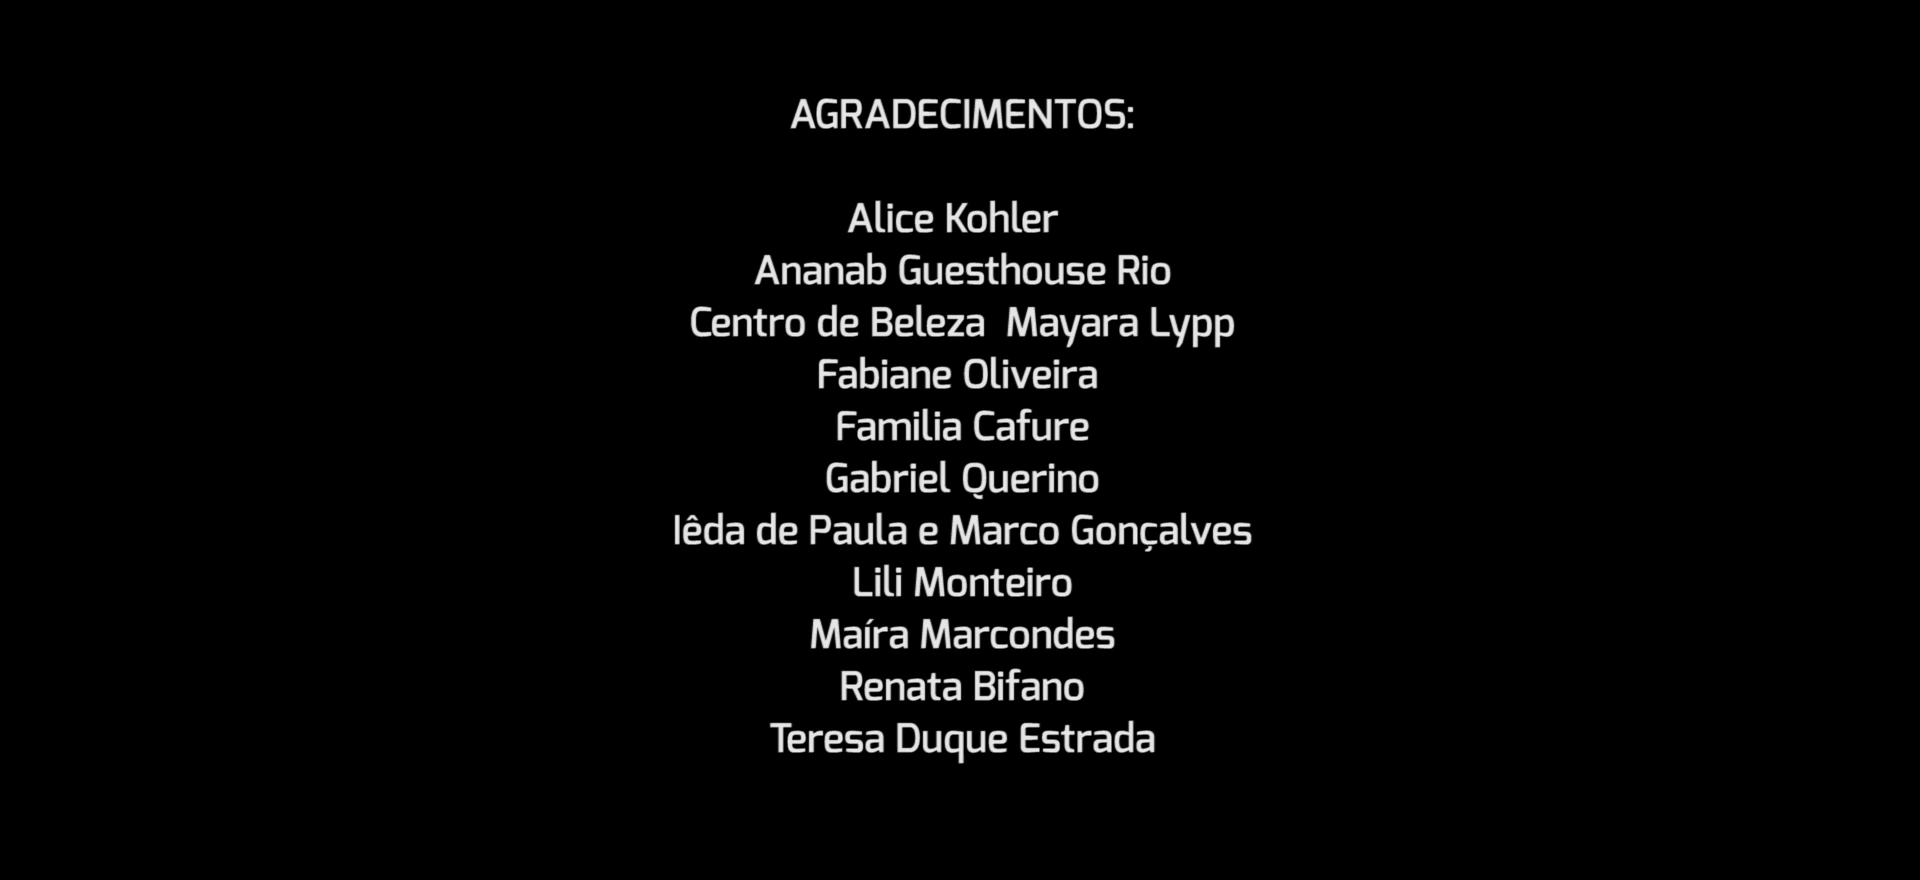 AGRADECIMENTOS:
Alice Kohler
Ananab Guesthouse Rio
Centro de Beleza  Mayara Lypp
Fabiane Oliveira
Familia Cafure
Gabriel Querino
Iêda de Paula e Marco Gonçalves
Lili Monteiro
Maíra Marcondes
Renata Bifano
Teresa Duque Estrada